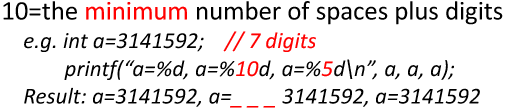 10=the minimum number of spaces plus digits
e.g. int a=3141592; // 7 digits
printf(“a=%d, a=%10d, a=%5d\n”, a, a, a);
Result: a=3141592, a=_ _ _ 3141592, a=3141592